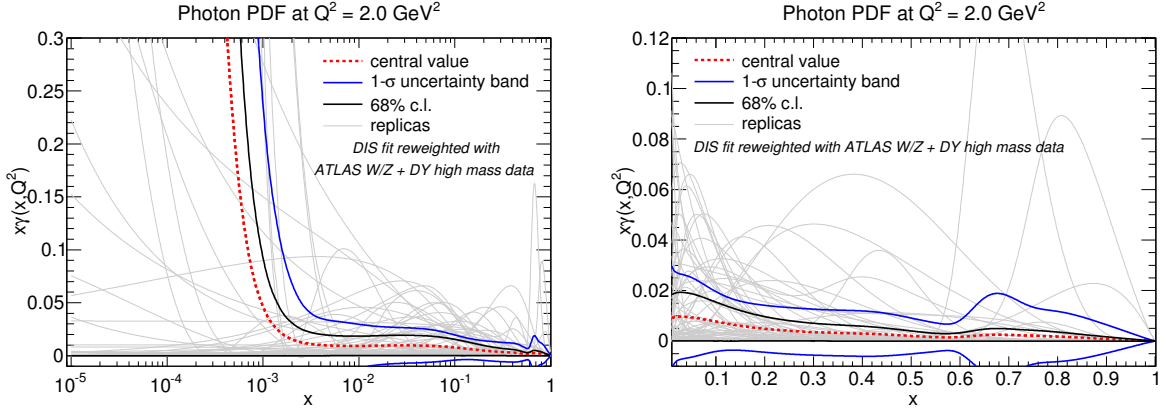 Photon PDF at Q² = 2.0 GeV²
0.3
0.25
0.2
0.15
0.1
0.05
0
xγ(x,Q²)
central value
1-σ uncertainty band
68% c.l.
replicas
DIS fit reweighted with
ATLAS W/Z + DY high mass data
10⁻⁵ 10⁻⁴ 10⁻³ 10⁻² 10⁻¹ 1
x
Photon PDF at Q² = 2.0 GeV²
0.12
0.1
0.08
0.06
0.04
0.02
0
xγ(x,Q²)
central value
1-σ uncertainty band
68% c.l.
replicas
DIS fit reweighted with ATLAS W/Z + DY high mass data
0.1 0.2 0.3 0.4 0.5 0.6 0.7 0.8 0.9 1
x